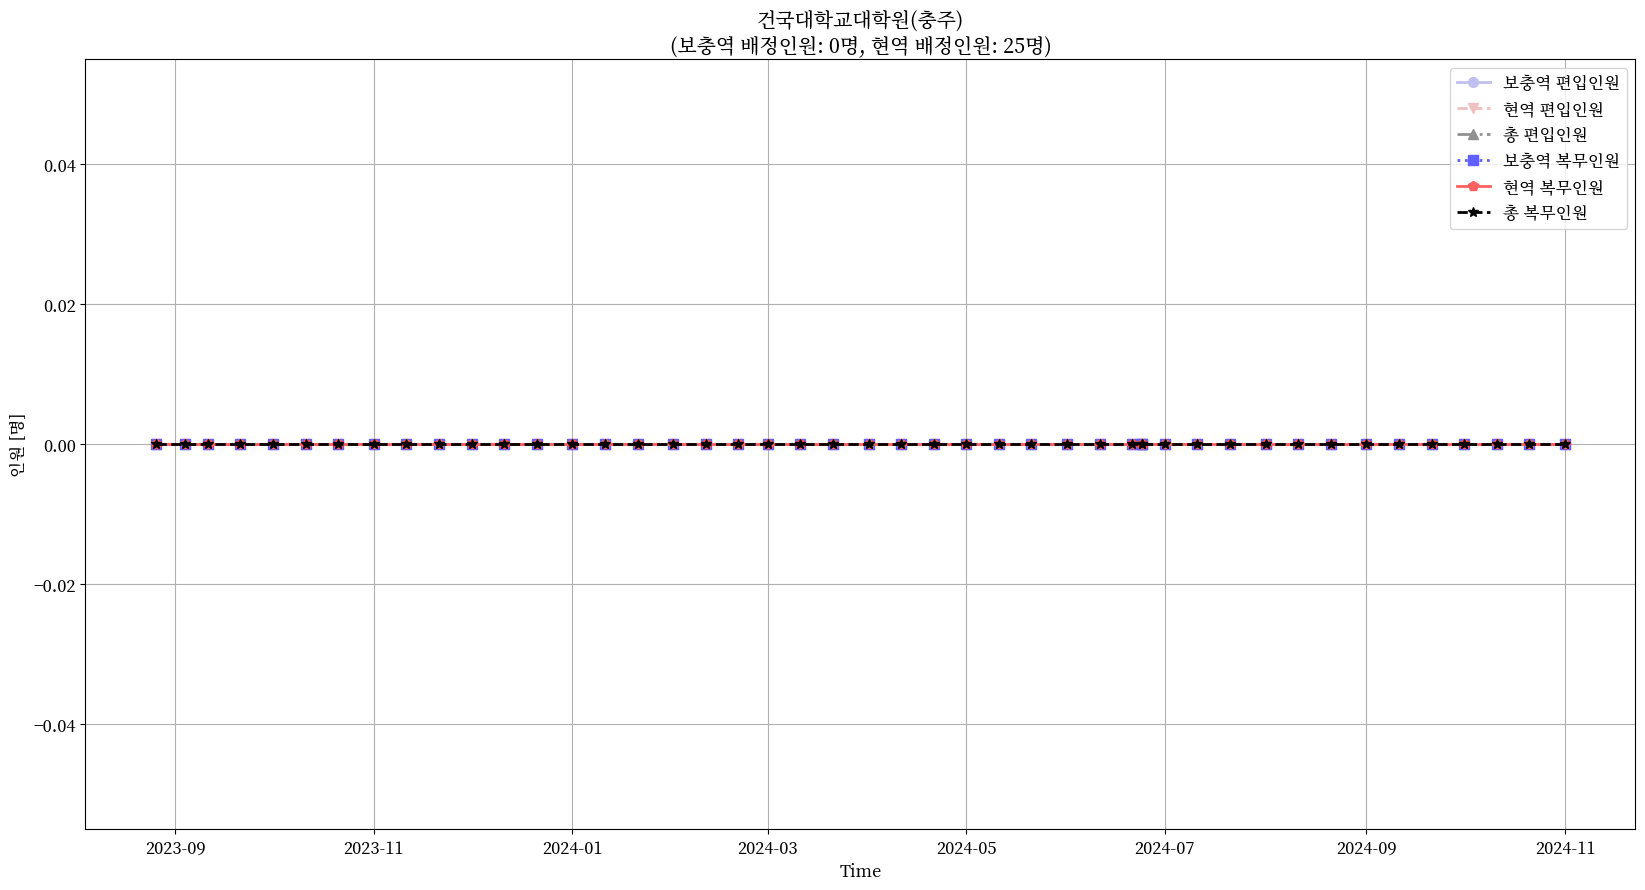 건국대학교대학원(충주)
(보충역 배정인원: 0명, 현역 배정인원: 25명)
보충역 편입인원
현역 편입인원
총 편입인원
보충역 복무인원
현역 복무인원
총 복무인원
인원 [명]
0.04
0.02
0.00
−0.02
−0.04
2023-09
2023-11
2024-01
2024-03
2024-05
2024-07
2024-09
2024-11
Time